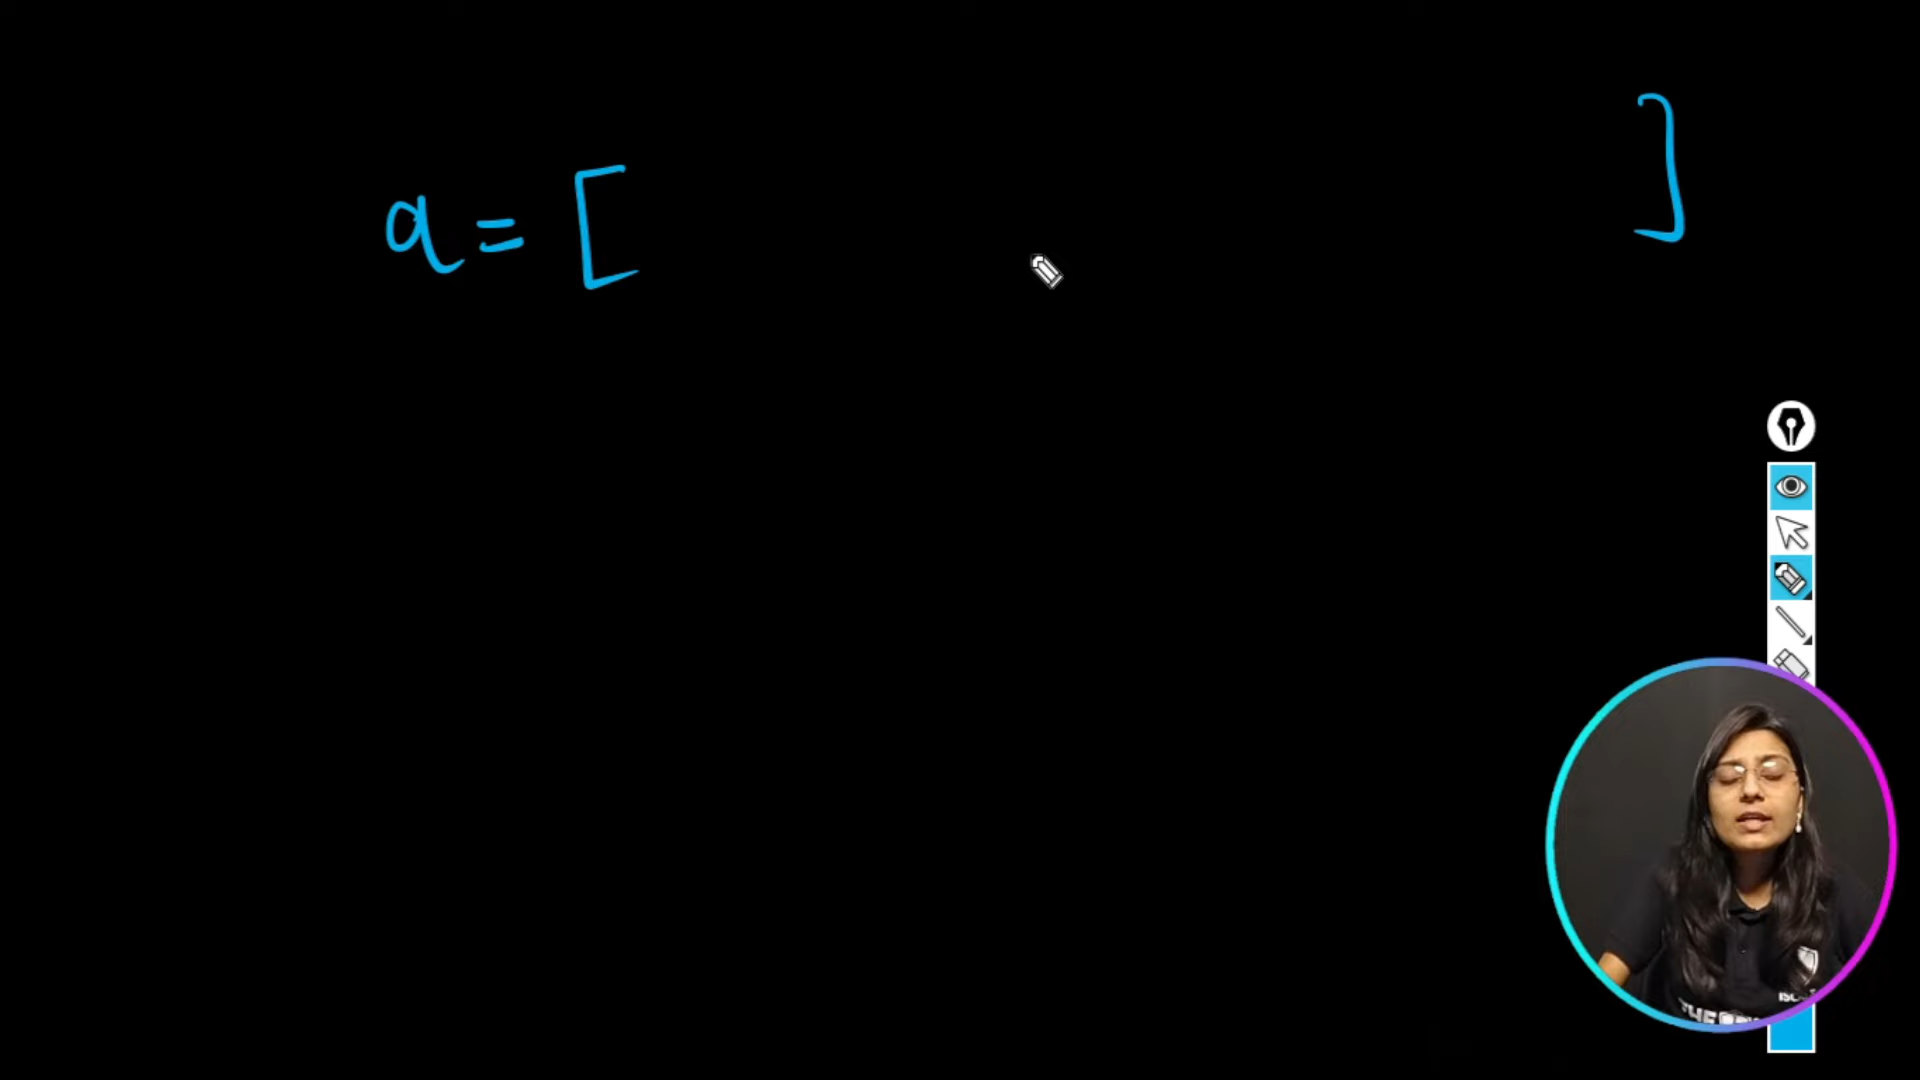 a = [ ]